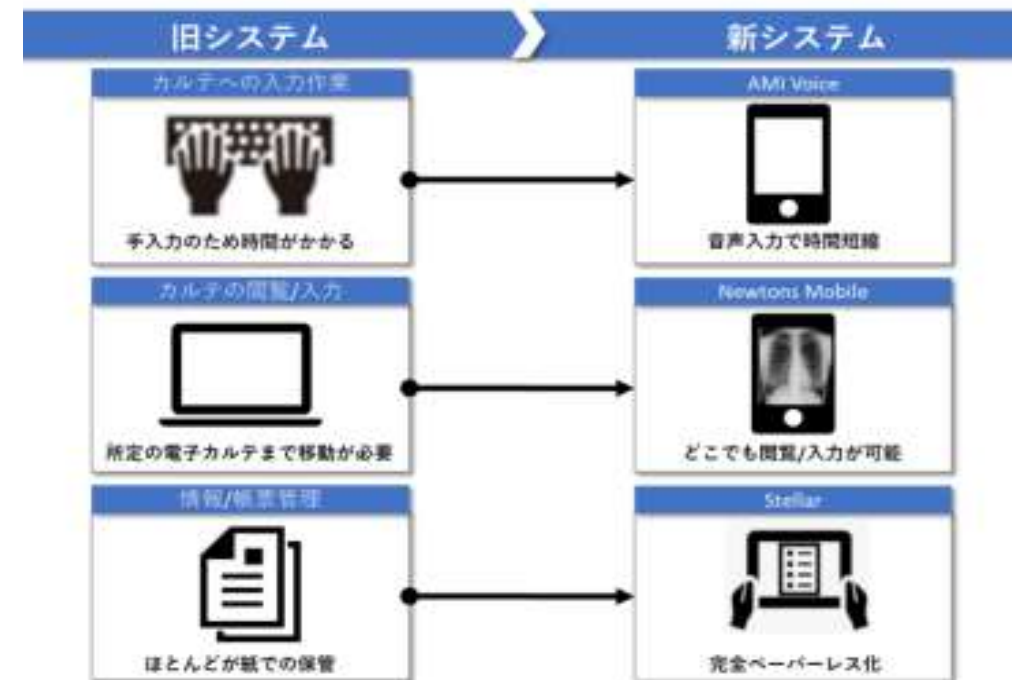 旧システム
新システム
カルテへの入力作業
AMI Voice
手入力のため時間がかかる
音声入力で時間短縮
カルテの閲覧/入力
Newtons Mobile
所定の電子カルテまで移動が必要
どこでも閲覧/入力が可能
情報/帳票管理
Stellar
ほとんどが紙での保管
完全ペーパーレス化